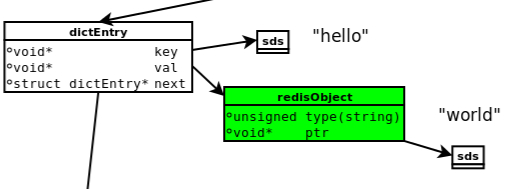 dictEntry
void* key
void* val
struct dictEntry* next
sds
"hello"
redisObject
unsigned type(string)
void* ptr
"world"
sds